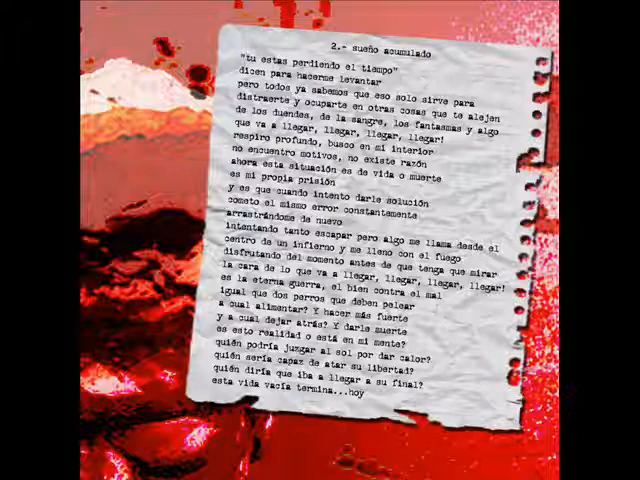 2.- sueño acumulado
"tu estas perdiendo el tiempo"
dicen para hacerme levantar
pero todos ya sabemos que eso solo sirve para
distraerte y ocuparte en otras cosas que te alejen
de los duendes, de la sangre, los fantasmas y algo
que va a llegar, llegar, llegar, llegar!
respiro profundo, busco en mi interior
no encuentro motivos, no existe razón
ahora esta situación es de vida o muerte
es mi propia prisión
y es que cuando intento darle solución
cometo el mismo error constantemente
arrastrándome de nuevo
intentando tanto escapar pero algo me llama desde el
centro de un infierno y me lleno con el fuego
disfrutando del momento antes de que tenga que mirar
la cara de lo que va a llegar, llegar, llegar, llegar!
es la eterna guerra, el bien contra el mal
igual que dos perros que deben pelear
a cual alimentar? Y hacer más fuerte
y a cual dejar atrás? Y darle muerte
es esto realidad o está en mi mente?
quién podría juzgar al sol por dar calor?
quién sería capaz de atar su libertad?
quién diría que iba a llegar a su final?
esta vida vacía termina...hoy